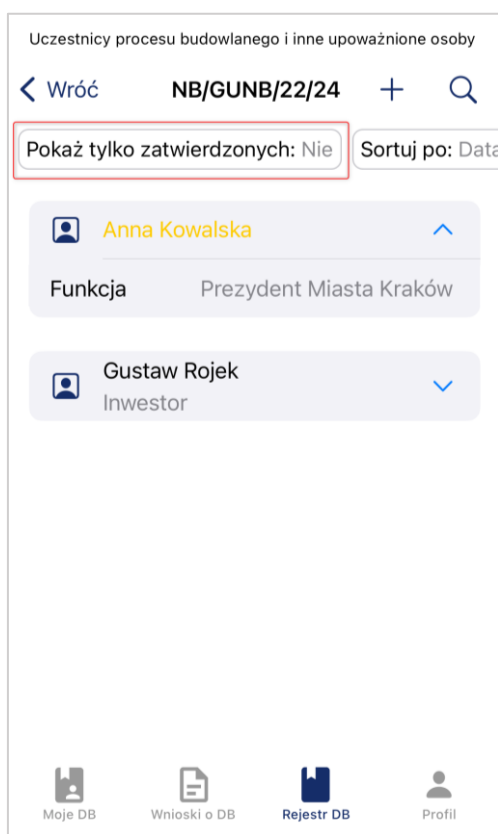 Uczestnicy procesu budowlanego i inne upoważnione osoby
Wróć NB/GUNB/22/24
Pokaż tylko zatwierdzonych: Nie Sortuj po: Data
Anna Kowalska
Funkcja Prezydent Miasta Kraków
Gustaw Rojek
Inwestor
Moje DB Wnioski o DB Rejestr DB Profil